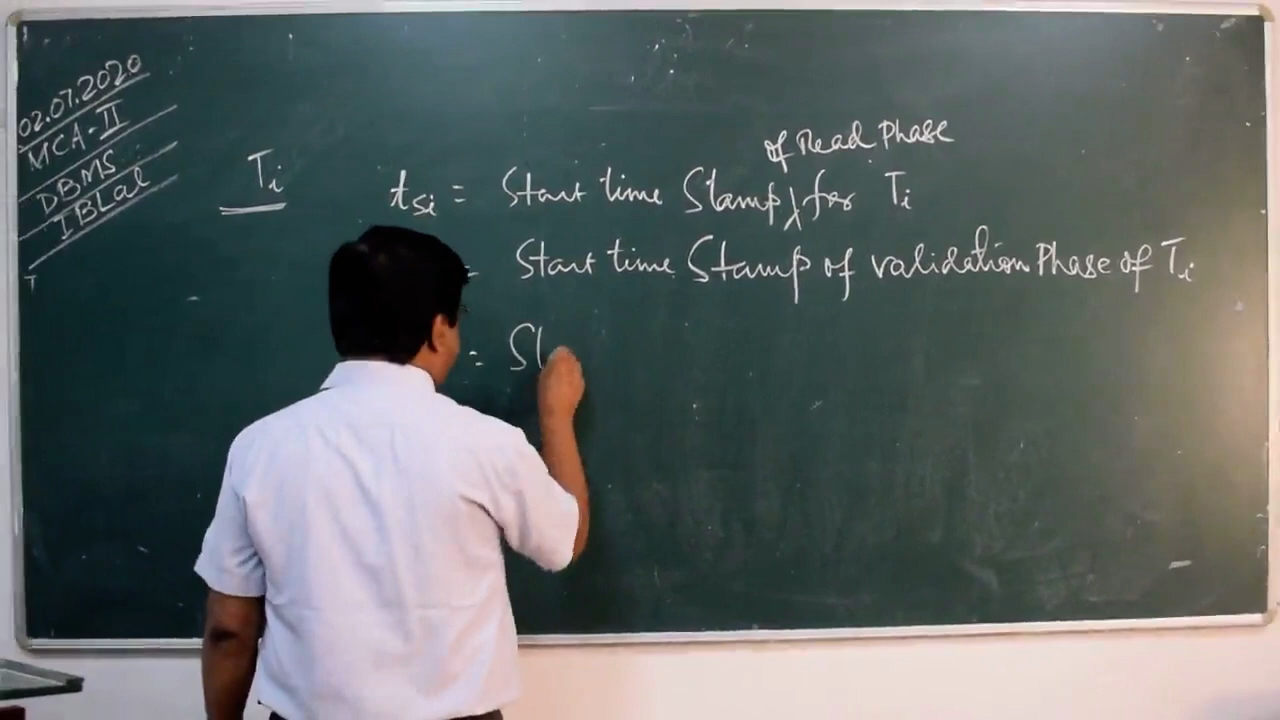 02.07.2020
MCA-II
DBMS
IBLal
T
Ti
of Read Phase
tsi = Start time Stamp for Ti
= Start time Stamp of validation Phase of Ti
= St